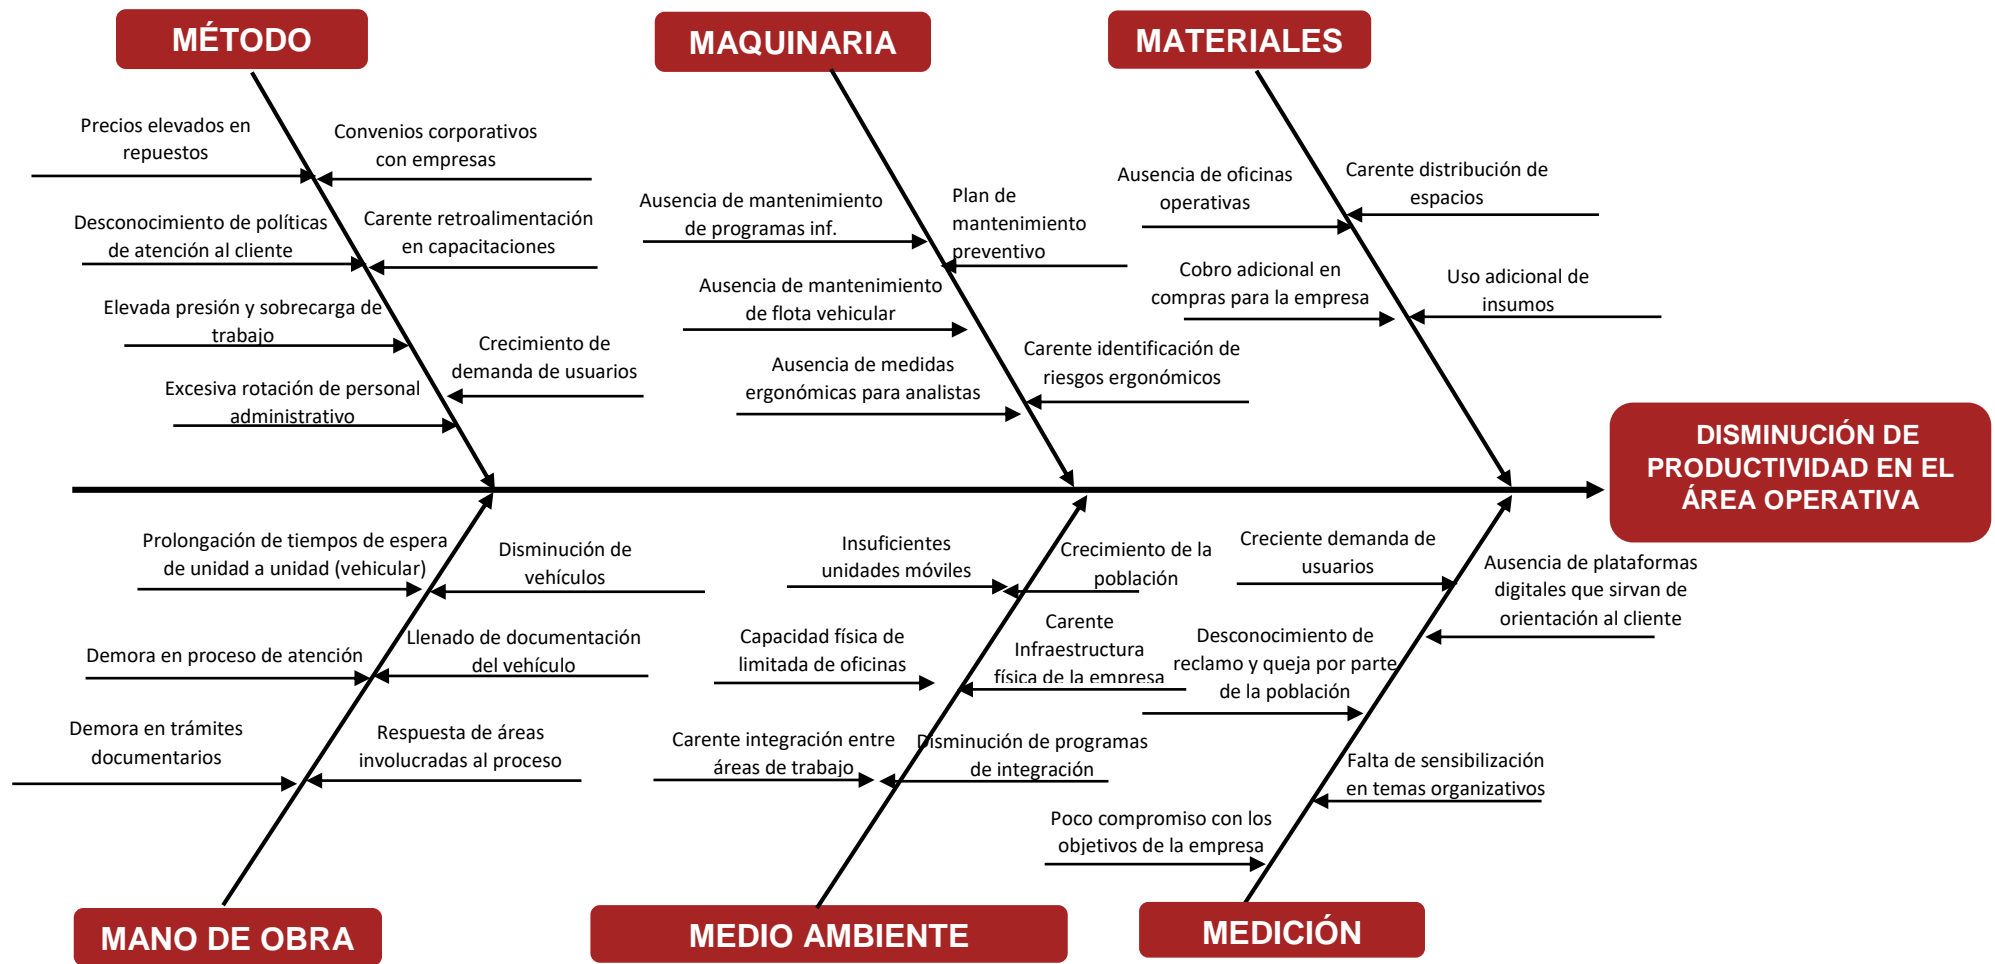 MÉTODO
MAQUINARIA
MATERIALES
Precios elevados en
repuestos
Convenios corporativos
con empresas
Desconocimiento de políticas
de atención al cliente
Carente retroalimentación
en capacitaciones
Elevada presión y sobrecarga de
trabajo
Crecimiento de
demanda de usuarios
Excesiva rotación de personal
administrativo
Ausencia de mantenimiento
de programas inf.
Plan de
mantenimiento
preventivo
Ausencia de mantenimiento
de flota vehicular
Ausencia de medidas
ergonómicas para analistas
Carente identificación de
riesgos ergonómicos
Ausencia de oficinas
operativas
Carente distribución de
espacios
Cobro adicional en
compras para la empresa
Uso adicional de
insumos
DISMINUCIÓN DE
PRODUCTIVIDAD EN EL
ÁREA OPERATIVA
Prolongación de tiempos de espera
de unidad a unidad (vehicular)
Disminución de
vehículos
Demora en proceso de atención
Llenado de documentación
del vehículo
Demora en trámites
documentarios
Respuesta de áreas
involucradas al proceso
Insuficientes
unidades móviles
Crecimiento de la
población
Capacidad física de
limitada de oficinas
Carente
Infraestructura
física de la empresa
Carente integración entre
áreas de trabajo
Disminución de programas
de integración
Creciente demanda de
usuarios
Ausencia de plataformas
digitales que sirvan de
orientación al cliente
Desconocimiento de
reclamo y queja por parte
de la población
Falta de sensibilización
en temas organizativos
Poco compromiso con los
objetivos de la empresa
MANO DE OBRA
MEDIO AMBIENTE
MEDICIÓN